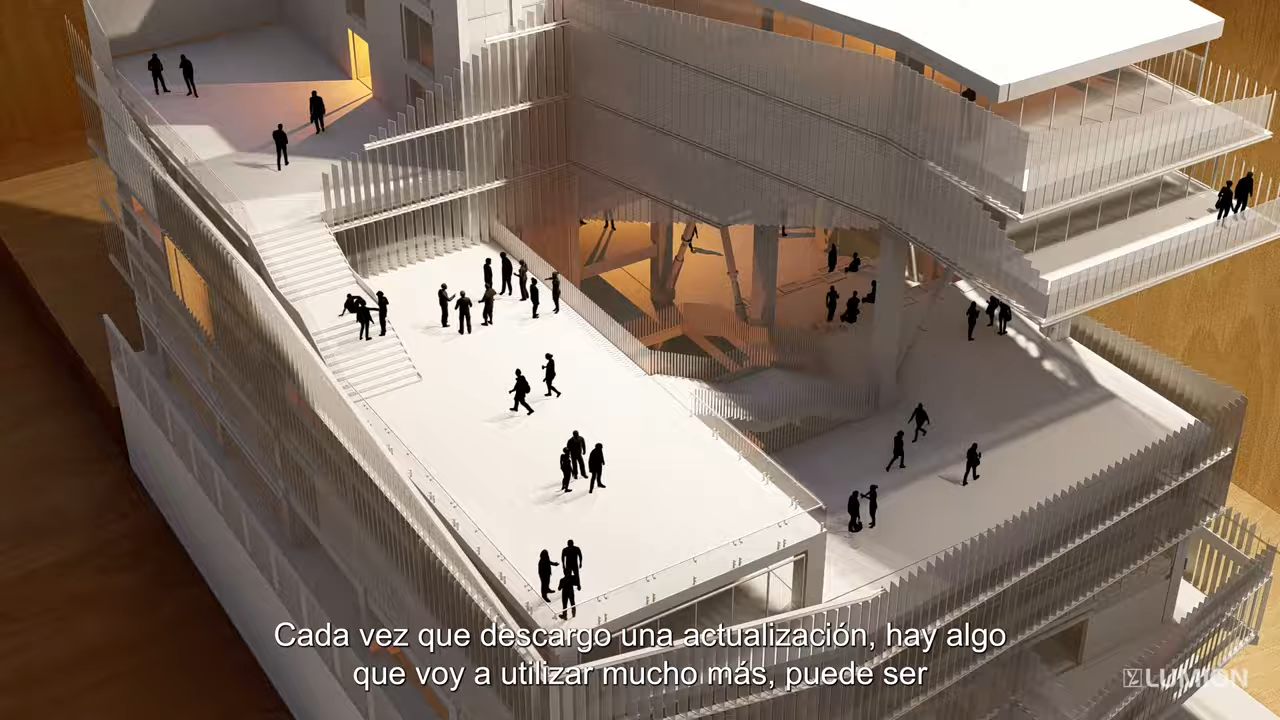 Cada vez que descargo una actualización, hay algo
que voy a utilizar mucho más, puede ser
LUMION